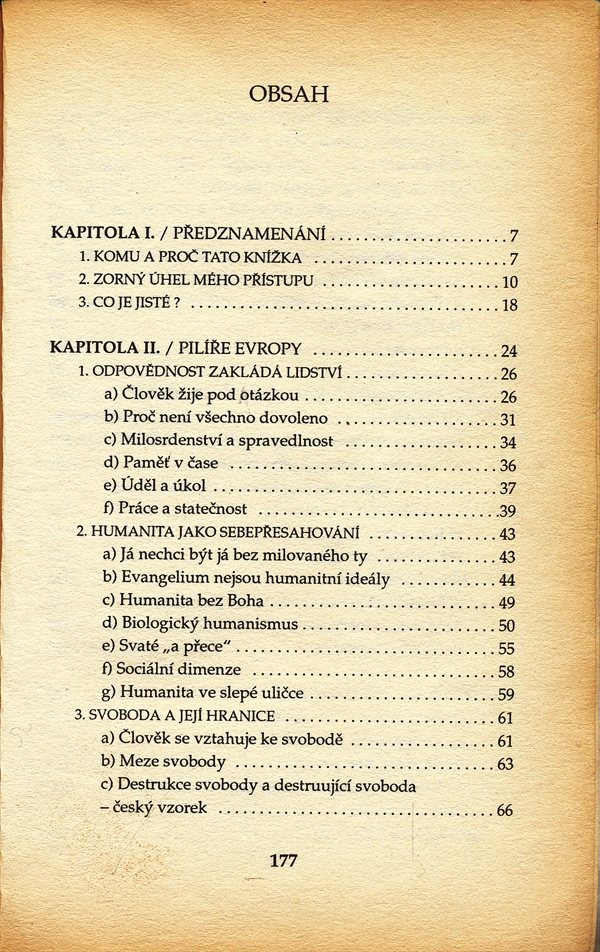 OBSAH
KAPITOLA I. / PŘEDZNAMENÁNÍ ....................... 7
1. KOMU A PROČ TATO KNÍŽKA ......................... 7
2. ZORNÝ ÚHEL MÉHO PŘÍSTUPU ....................... 10
3. CO JE JISTÉ ? ....................................... 18
KAPITOLA II. / PILÍŘE EVROPY ........................ 24
1. ODPOVĚDNOST ZAKLÁDÁ LIDSTVÍ .................... 26
a) Člověk žije pod otázkou .......................... 26
b) Proč není všechno dovoleno ...................... 31
c) Milosrdenství a spravedlnost ..................... 34
d) Paměť v čase ................................... 36
e) Úděl a úkol ..................................... 37
f) Práce a statečnost ................................ 39
2. HUMANITA JAKO SEBEPŘESAHOVÁNÍ ................. 43
a) Já nechci být já bez milovaného ty ................ 43
b) Evangelium nejsou humanitní ideály .............. 44
c) Humanita bez Boha .............................. 49
d) Biologický humanismus .......................... 50
e) Svaté „a přece“ .................................. 55
f) Sociální dimenze ................................. 58
g) Humanita ve slepé uličce ......................... 59
3. SVOBODA A JEJÍ HRANICE ............................ 61
a) Člověk se vztahuje ke svobodě .................... 61
b) Meze svobody ................................... 63
c) Destrukce svobody a destruující svoboda
– český vzorek ..................................... 66
177